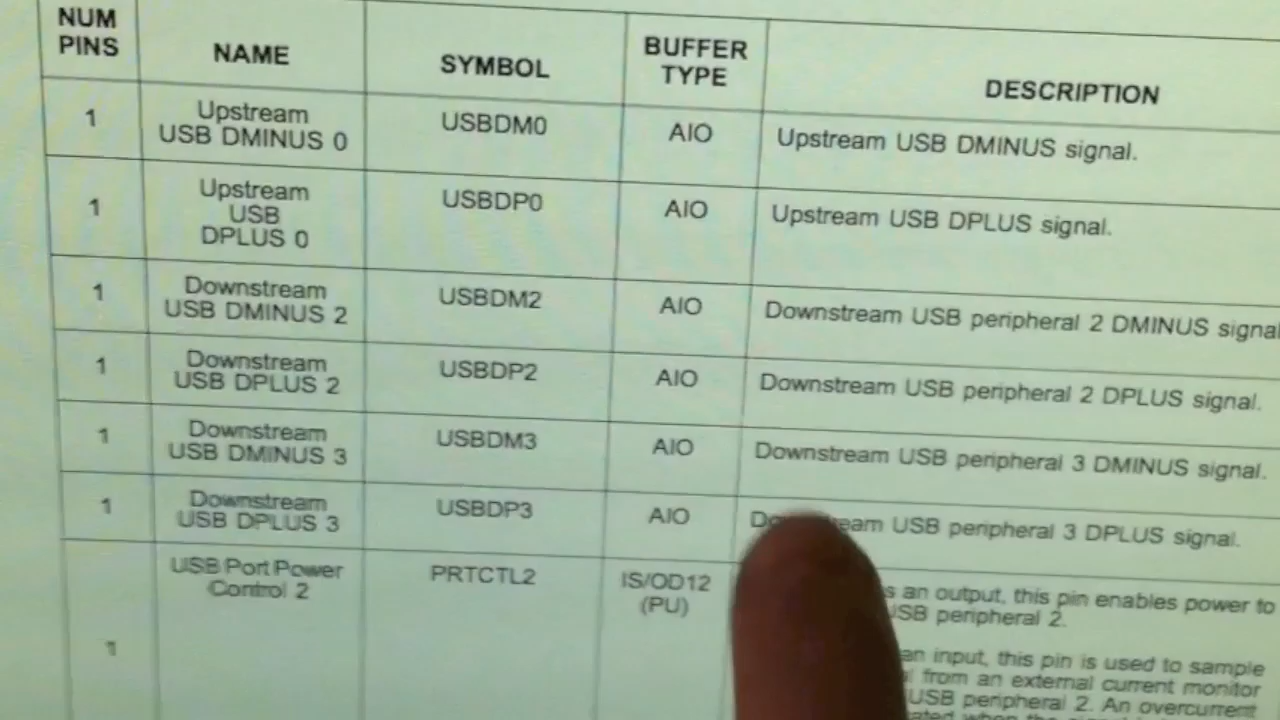 NUM PINS
NAME
SYMBOL
BUFFER TYPE
DESCRIPTION
1
Upstream
USB DMINUS 0
USBDM0
AIO
Upstream USB DMINUS signal.
1
Upstream
USB
DPLUS 0
USBDP0
AIO
Upstream USB DPLUS signal.
1
Downstream
USB DMINUS 2
USBDM2
AIO
Downstream USB peripheral 2 DMINUS signal
1
Downstream
USB DPLUS 2
USBDP2
AIO
Downstream USB peripheral 2 DPLUS signal.
1
Downstream
USB DMINUS 3
USBDM3
AIO
Downstream USB peripheral 3 DMINUS signal.
1
Downstream
USB DPLUS 3
USBDP3
AIO
USB peripheral 3 DPLUS signal.
1
USB Port Power
Control 2
PRTCTL2
IS/OD12
(PU)
an output, this pin enables power to
USB peripheral 2.
an input, this pin is used to sample
from an external current monitor
USB peripheral 2. An overcurrent